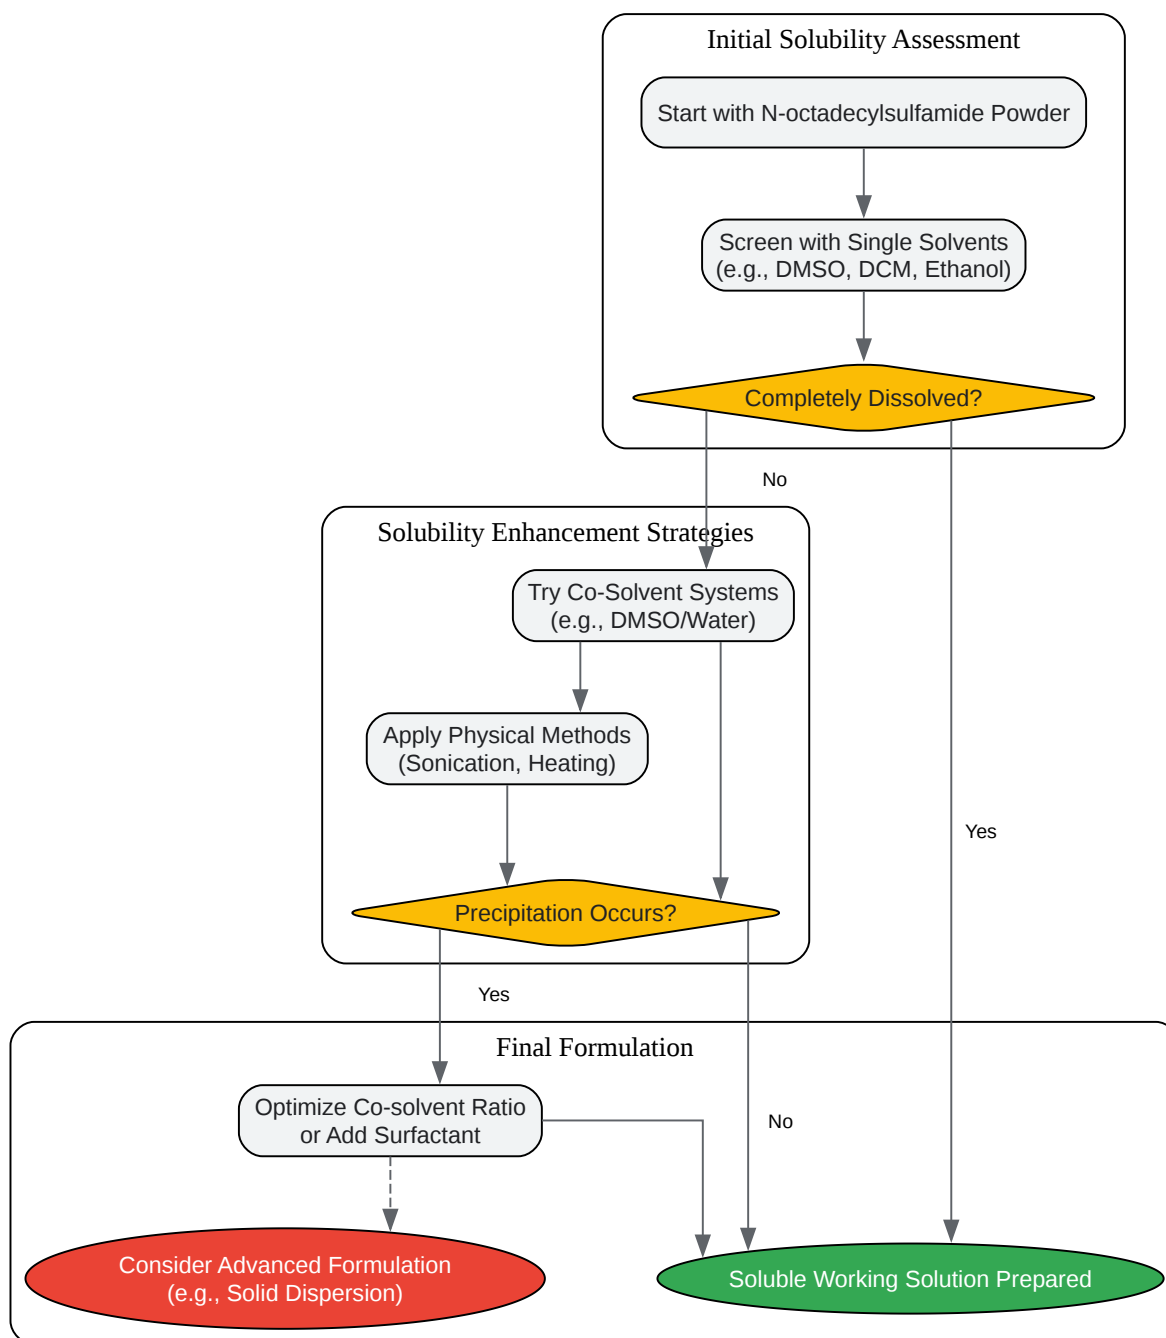 Initial Solubility Assessment
Start with N-octadecylsulfamide Powder
Screen with Single Solvents
(e.g., DMSO, DCM, Ethanol)
Completely Dissolved?
No
Solubility Enhancement Strategies
Try Co-Solvent Systems
(e.g., DMSO/Water)
Apply Physical Methods
(Sonication, Heating)
Yes
Precipitation Occurs?
Yes
Final Formulation
Optimize Co-solvent Ratio
or Add Surfactant
No
Consider Advanced Formulation
(e.g., Solid Dispersion)
Soluble Working Solution Prepared